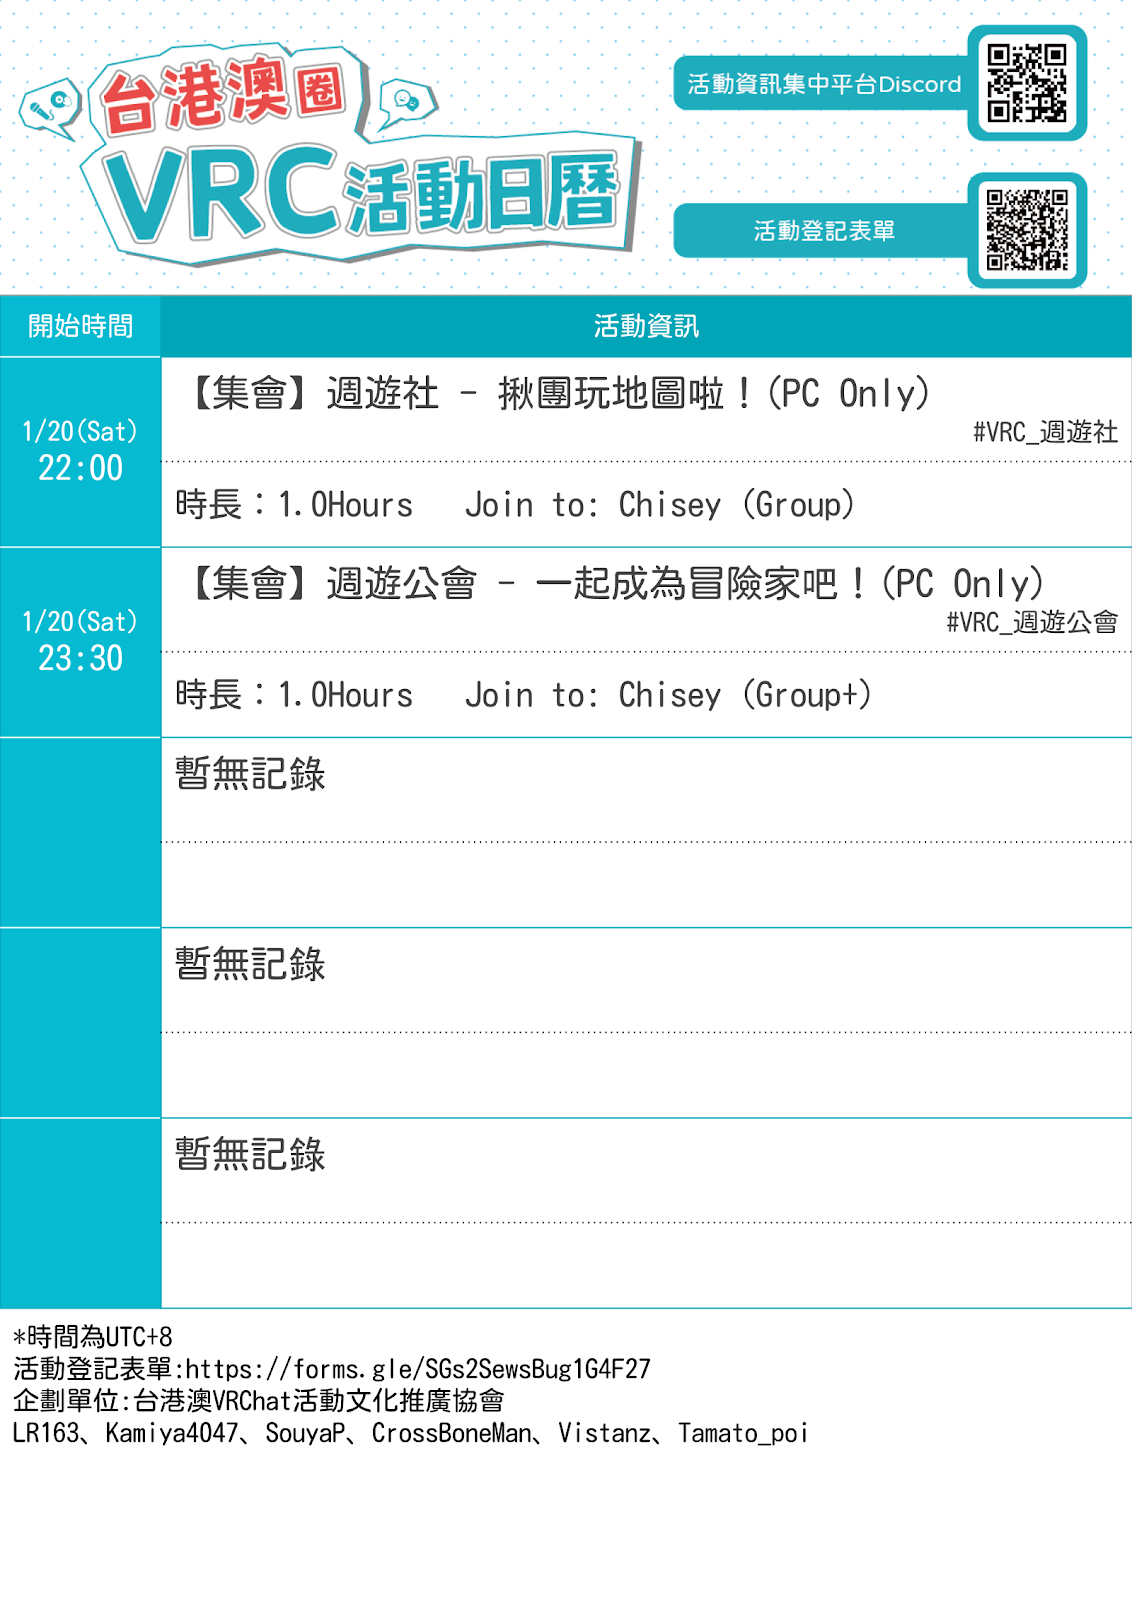 台港澳圈
VRC活動日曆
活動資訊集中平台Discord
活動登記表單
開始時間
活動資訊
1/20(Sat)
22:00
【集會】週遊社 - 揪團玩地圖啦！(PC Only)
#VRC_週遊社
時長：1.0Hours Join to: Chisey (Group)
1/20(Sat)
23:30
【集會】週遊公會 - 一起成為冒險家吧！(PC Only)
#VRC_週遊公會
時長：1.0Hours Join to: Chisey (Group+)
暫無記錄
暫無記錄
暫無記錄
*時間為UTC+8
活動登記表單:https://forms.gle/SGs2SewsBug1G4F27
企劃單位:台港澳VRChat活動文化推廣協會
LR163、Kamiya4047、SouyaP、CrossBoneMan、Vistanz、Tamato_poi